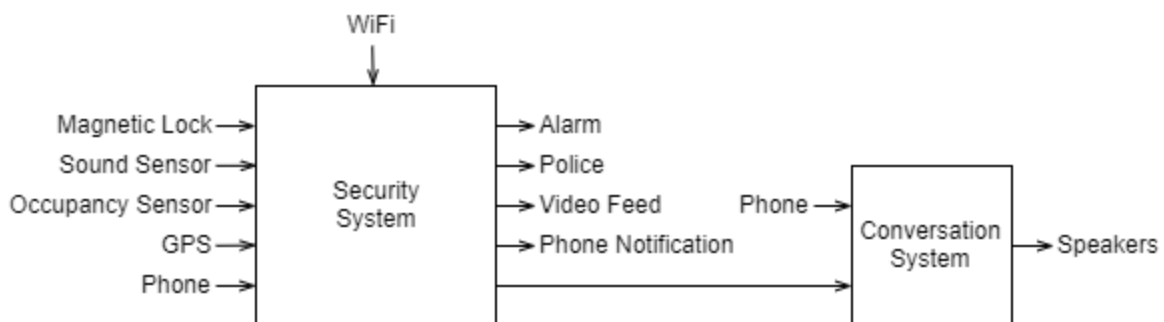 WiFi
Magnetic Lock
Sound Sensor
Occupancy Sensor
GPS
Phone
Security
System
Alarm
Police
Video Feed
Phone Notification
Phone
Conversation
System
Speakers